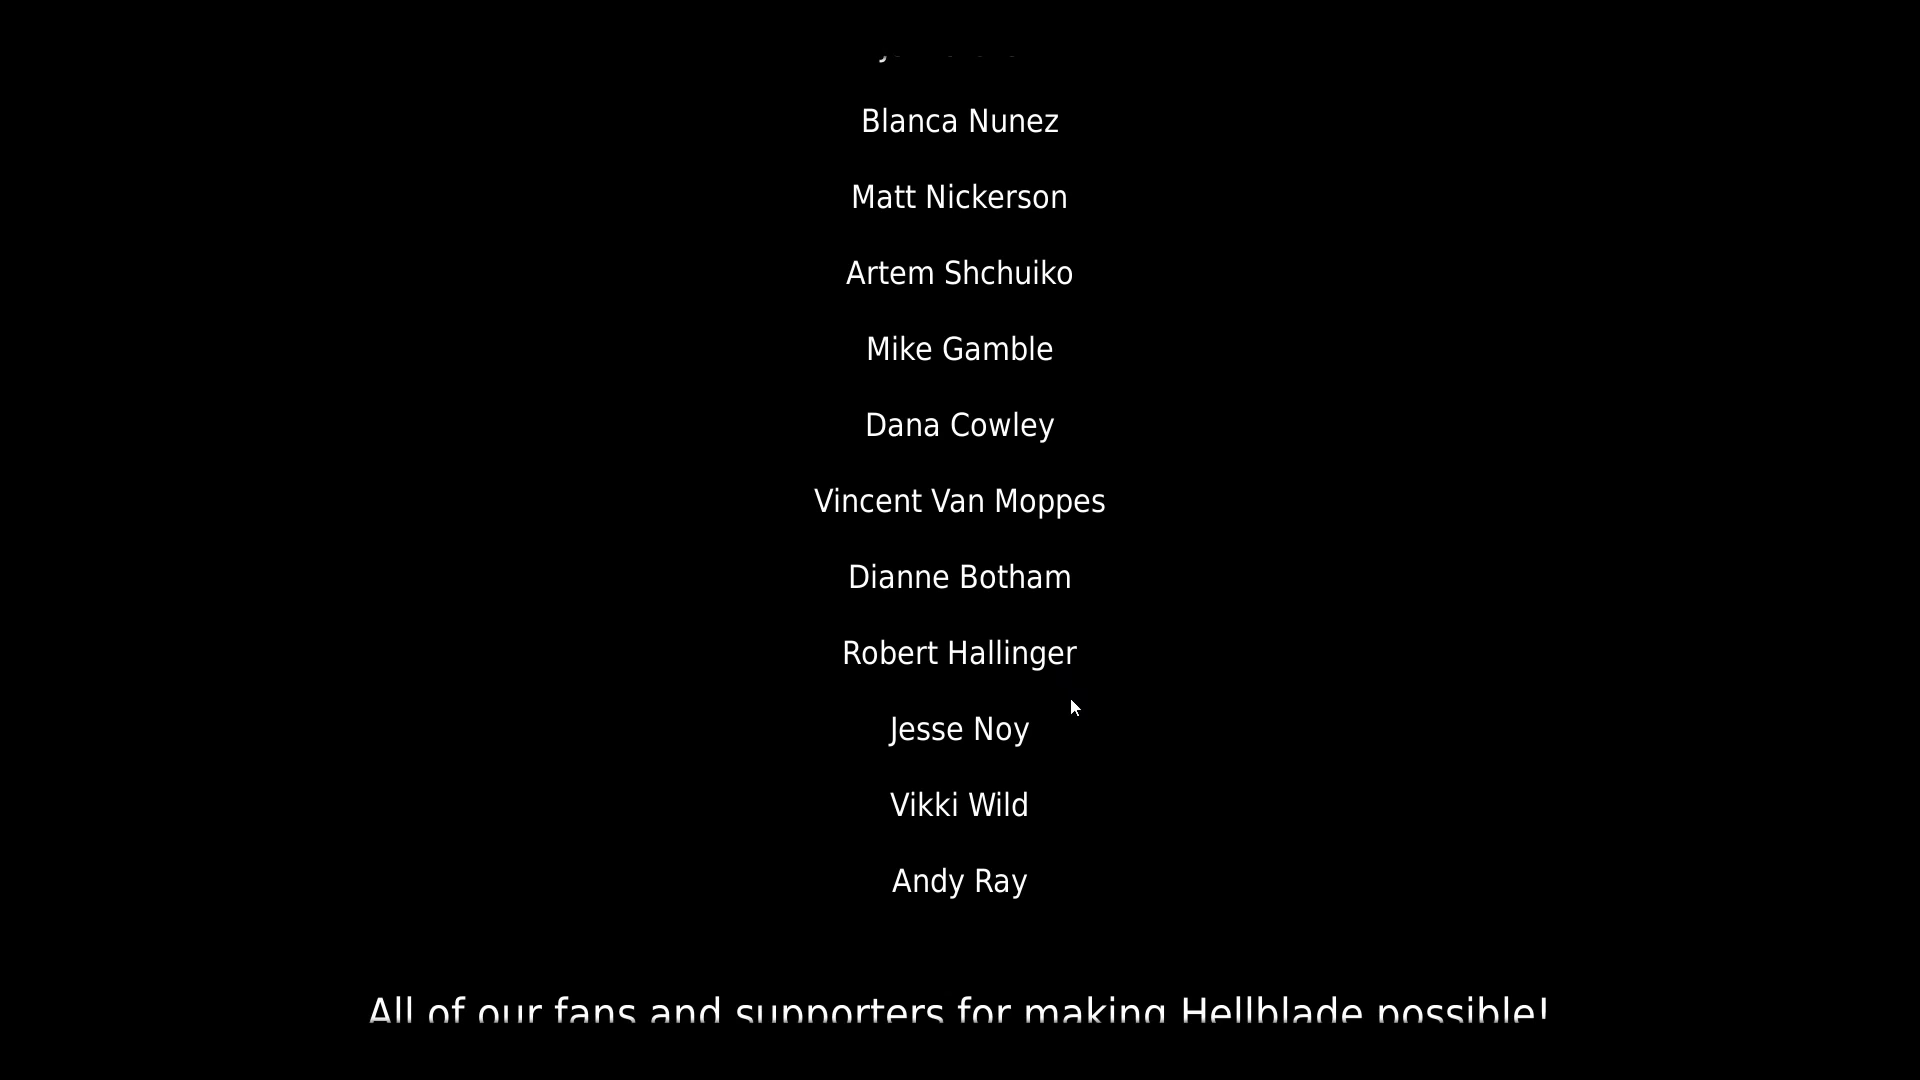 Blanca Nunez
Matt Nickerson
Artem Shchuiko
Mike Gamble
Dana Cowley
Vincent Van Moppes
Dianne Botham
Robert Hallinger
Jesse Noy
Vikki Wild
Andy Ray
All of our fans and supporters for making Hellblade possible!